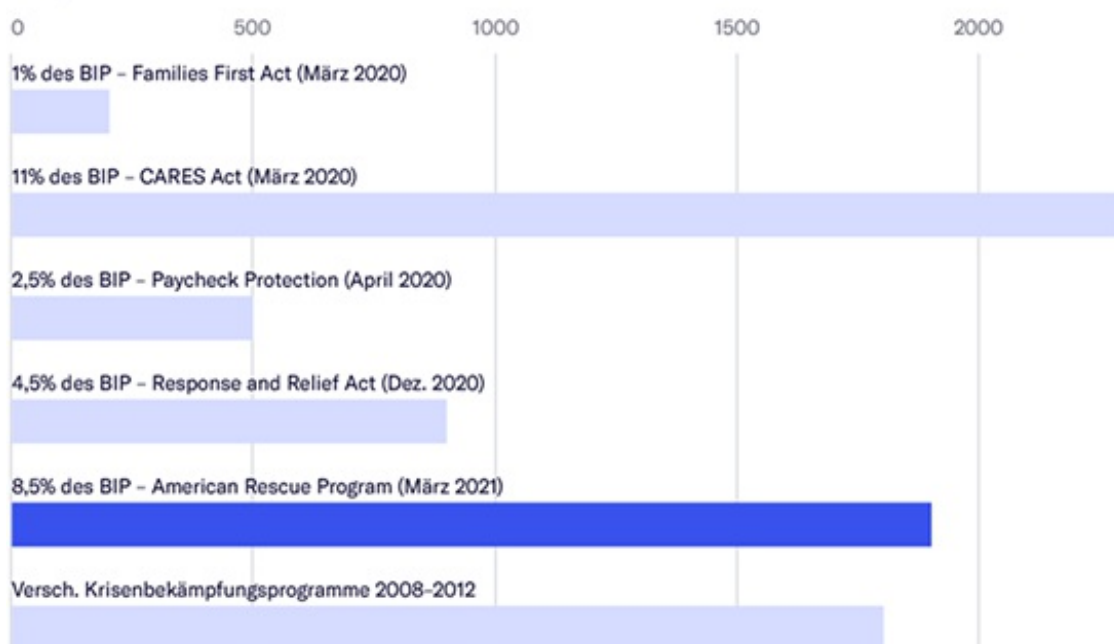 0 500 1000 1500 2000
1% des BIP – Families First Act (März 2020)
11% des BIP – CARES Act (März 2020)
2,5% des BIP – Paycheck Protection (April 2020)
4,5% des BIP – Response and Relief Act (Dez. 2020)
8,5% des BIP – American Rescue Program (März 2021)
Versch. Krisenbekämpfungsprogramme 2008–2012